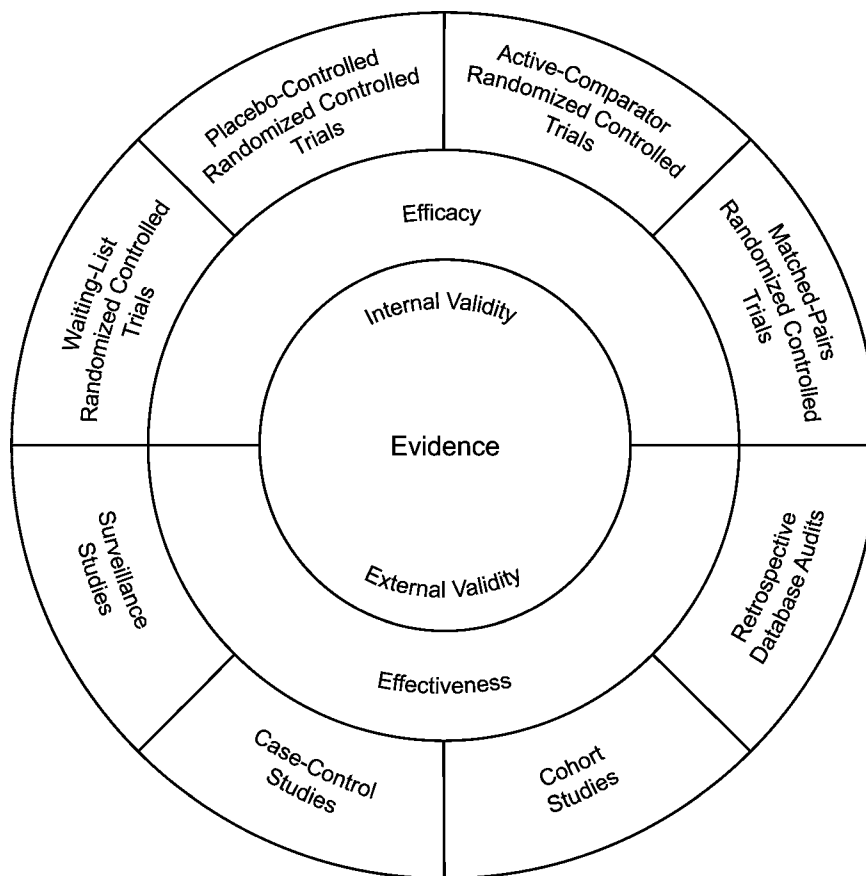 Placebo-Controlled
Randomized Controlled
Trials
Active-Comparator
Randomized Controlled
Trials
Waiting-List
Randomized Controlled
Trials
Matched-Pairs
Randomized Controlled
Trials
Efficacy
Internal Validity
Evidence
External Validity
Effectiveness
Surveillance
Studies
Retrospective
Database Audits
Case-Control
Studies
Cohort
Studies